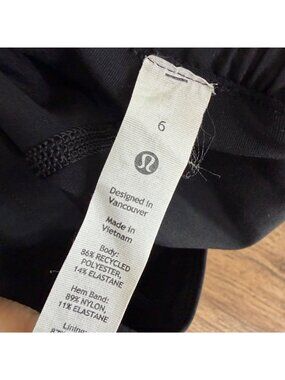 6
Designed in
Vancouver
Made in
Vietnam
Body:
86% RECYCLED
POLYESTER,
14% ELASTANE
Hem Band:
89% NYLON,
11% ELASTANE
Lining: